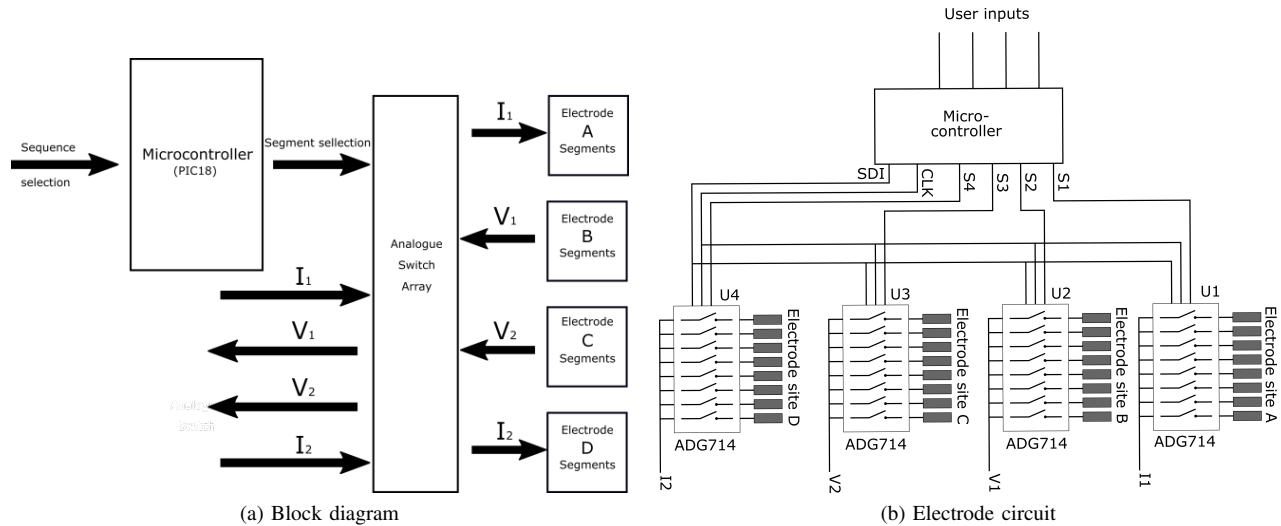 Sequence
selection
Microcontroller
(PIC18)
Segment sellection
Analogue
Switch
Array
I1
V1
V2
I2
I1
V1
V2
I2
Electrode
A
Segments
Electrode
B
Segments
Electrode
C
Segments
Electrode
D
Segments
(a) Block diagram
User inputs
Micro-
controller
SDI
CLK
S4
S3
S2
S1
U4
U3
U2
U1
Electrode site D
Electrode site C
Electrode site B
Electrode site A
ADG714
ADG714
ADG714
ADG714
I2
V2
V1
I1
(b) Electrode circuit